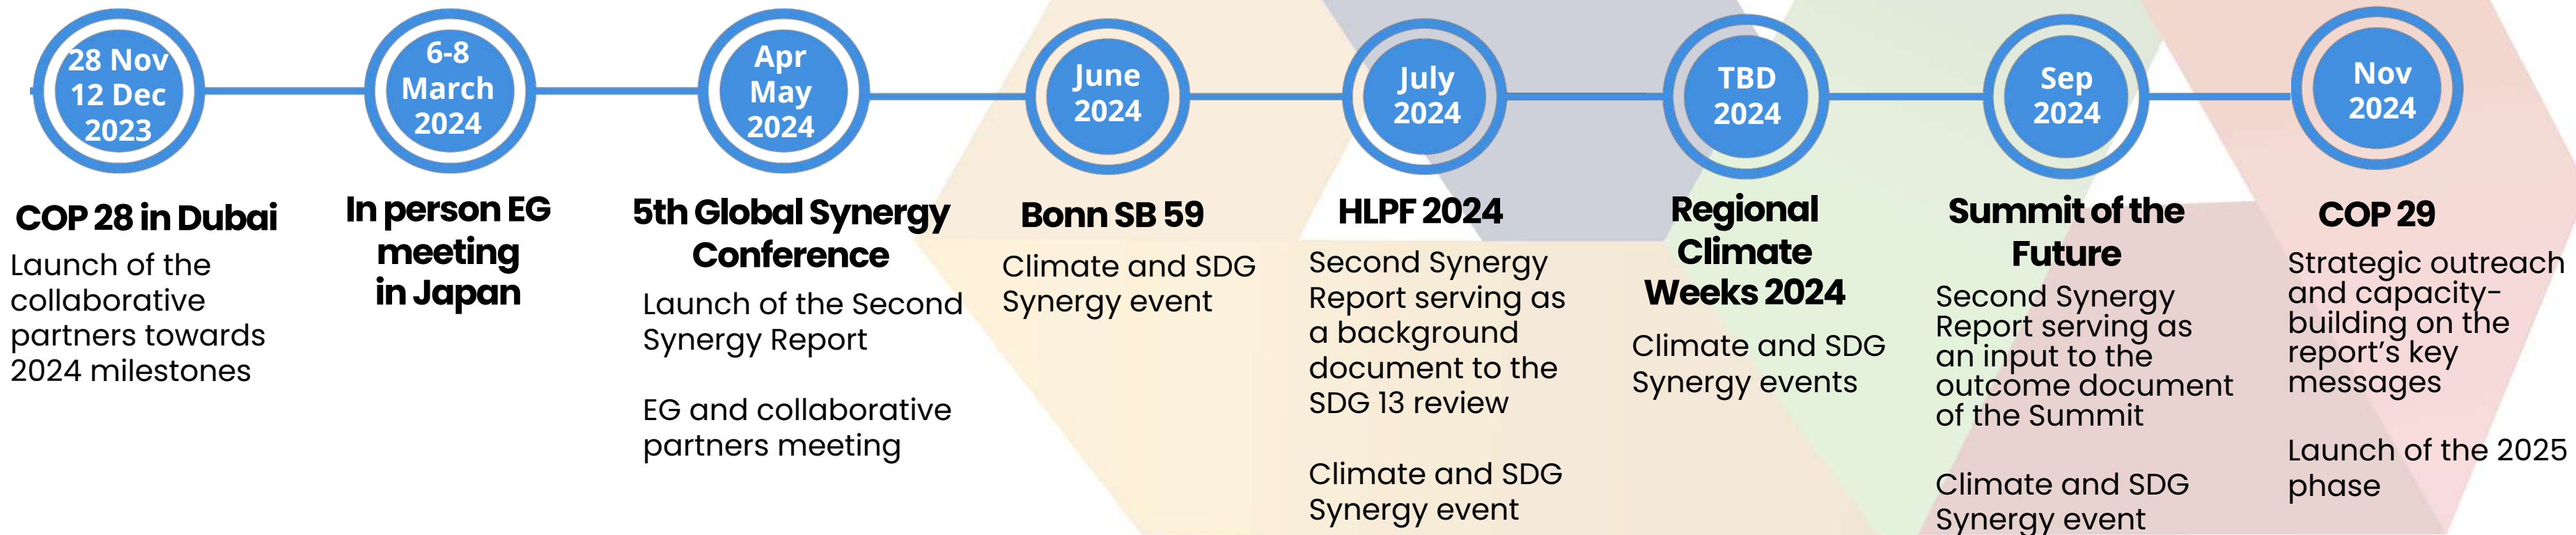 28 Nov
12 Dec
2023
COP 28 in Dubai
Launch of the
collaborative
partners towards
2024 milestones
6-8
March
2024
In person EG
meeting
in Japan
Apr
May
2024
5th Global Synergy
Conference
Launch of the Second
Synergy Report
EG and collaborative
partners meeting
June
2024
Bonn SB 59
Climate and SDG
Synergy event
July
2024
HLPF 2024
Second Synergy
Report serving as
a background
document to the
SDG 13 review
Climate and SDG
Synergy event
TBD
2024
Regional
Climate
Weeks 2024
Climate and SDG
Synergy events
Sep
2024
Summit of the
Future
Second Synergy
Report serving as
an input to the
outcome document
of the Summit
Climate and SDG
Synergy event
Nov
2024
COP 29
Strategic outreach
and capacity-
building on the
report's key
messages
Launch of the 2025
phase